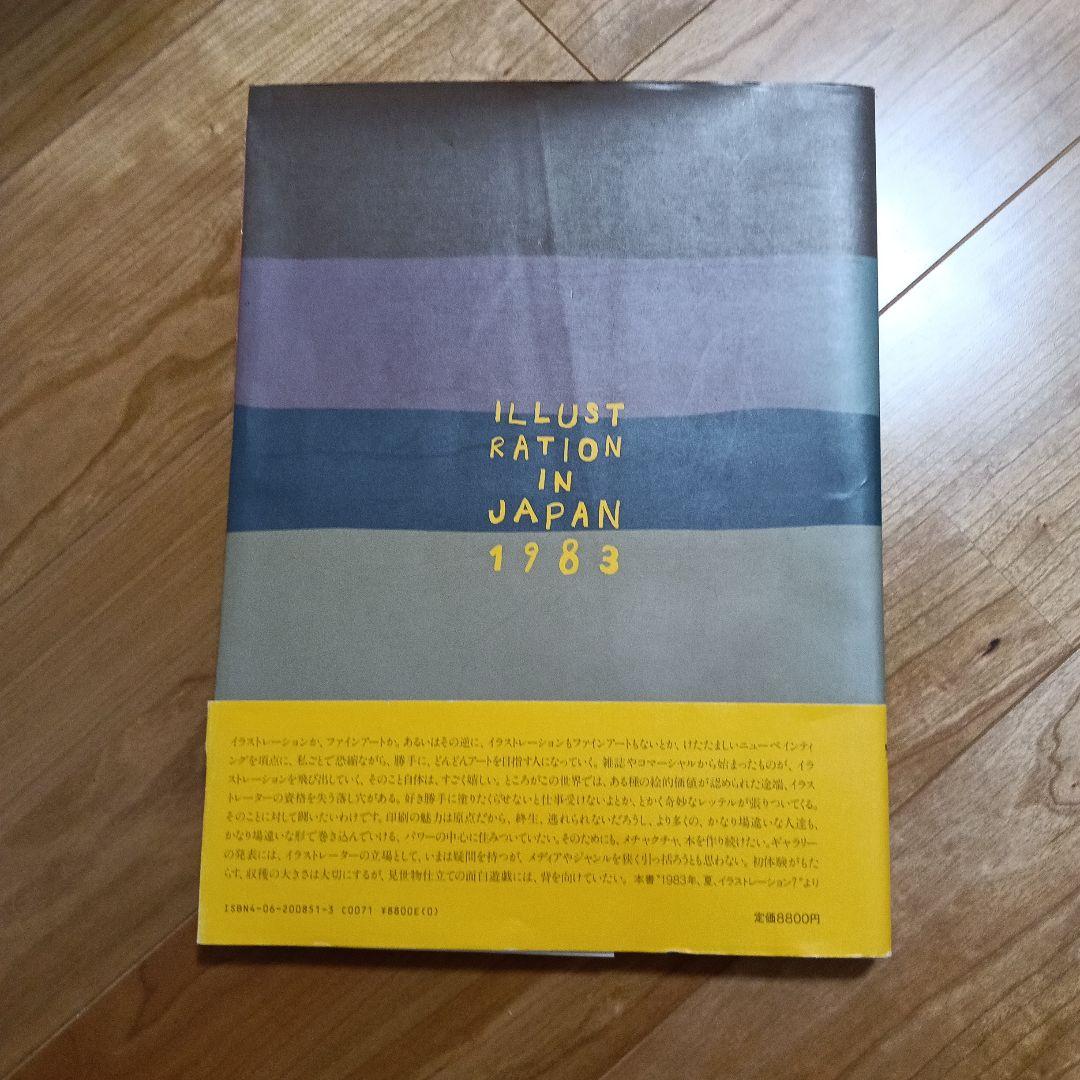 ILLUST
RATION
IN
JAPAN
1983
イラストレーションか、ファインアートか。あるいはその逆に、イラストレーションもファインアートもないとか、けたたましいニューペインティ
ングを頂点に、私ごとで恐縮ながら、勝手に、どんどんアートを目指す人になっていく。雑誌やコマーシャルから始まったものが、イラ
ストレーションを飛び出していく、そのこと自体は、すごく嬉しい。ところがこの世界では、ある種の絵的価値が認められた途端、イラス
トレーターの資格を失う落し穴がある。好き勝手に塗りたくらせないと仕事受けないよとか、とかく奇妙なレッテルが張りついてくる。
そのことに対して闘いたいわけです。印刷の魅力は原点だから、終生、逃れられないだろうし、より多くの、かなり場違いな人達も、
かなり場違いな形で巻き込んでいける、パワーの中心に住みついていたい。そのためにも、メチャクチャ、本を作り続けたい。ギャラリー
の発表には、イラストレーターの立場として、いまは疑問を持つが、メディアやジャンルを狭く引っ括ろうとも思わない。初体験がもた
らす、収穫の大きさは大切にするが、見世物仕立ての面白遊戯には、背を向けていたい。本書"1983年、夏、イラストレーション?"より
ISBN4-06-200851-3 C0071 ¥8800E(0)
定価8800円